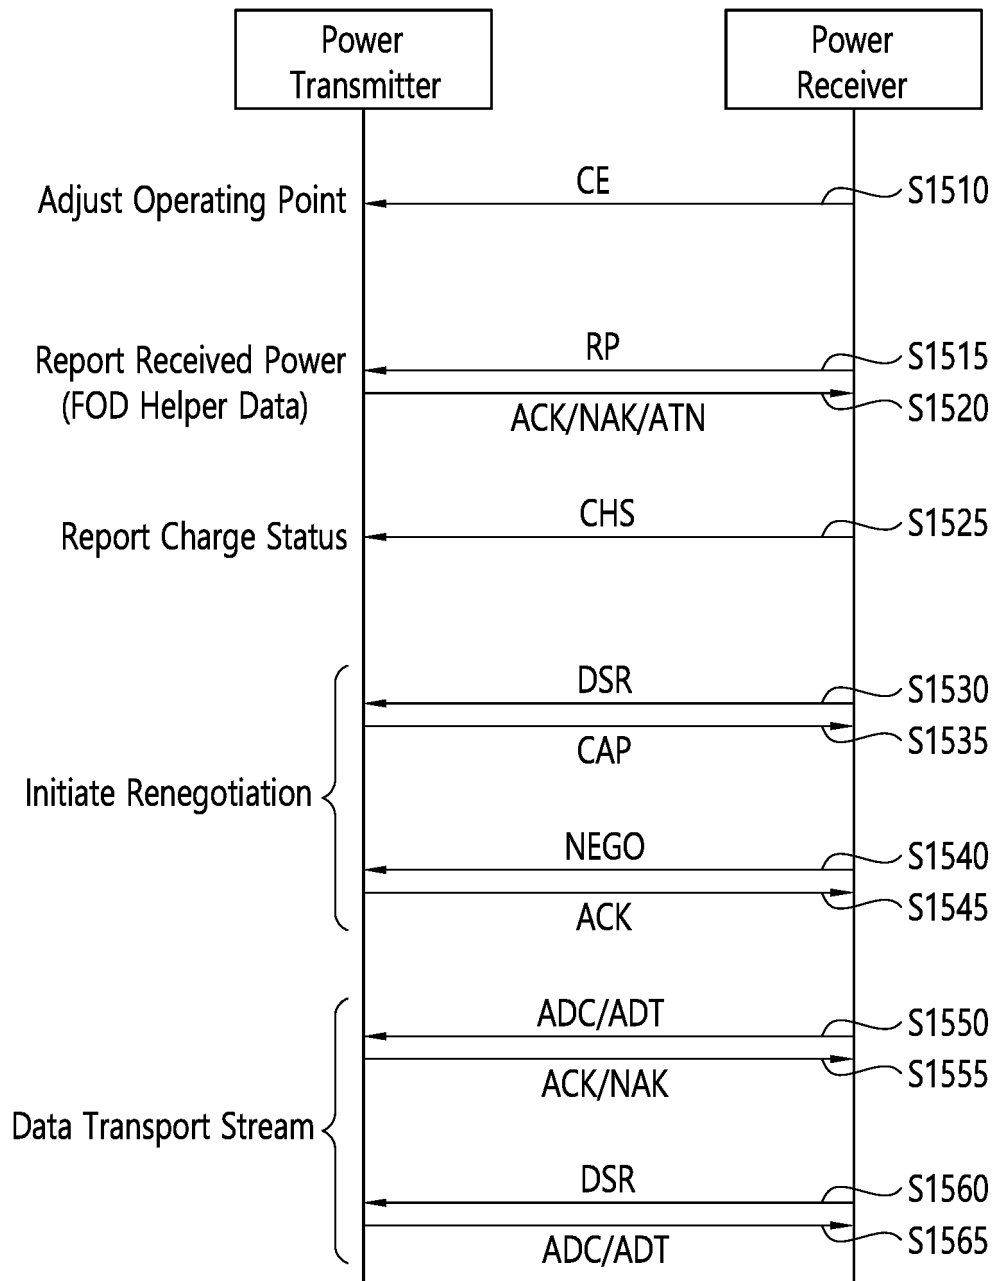 Power
Transmitter
Power
Receiver
CE
S1510
Adjust Operating Point
RP
S1515
Report Received Power
(FOD Helper Data)
S1520
ACK/NAK/ATN
CHS
S1525
Report Charge Status
DSR
S1530
S1535
CAP
Initiate Renegotiation
NEGO
S1540
S1545
ACK
ADC/ADT
S1550
S1555
ACK/NAK
Data Transport Stream
DSR
S1560
S1565
ADC/ADT